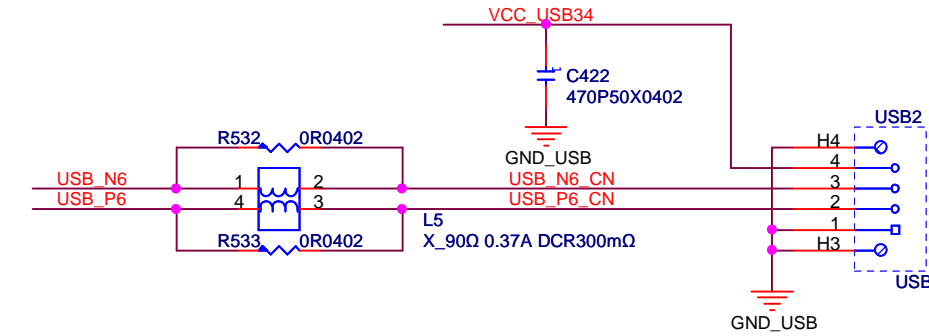 VCC_USB34
C422
470P50X0402
GND_USB
USB2
R532 0R0402
H4
4
USB_N6 1 2 USB_N6_CN 3
USB_P6 4 3 USB_P6_CN 2
L5
X_90Ω 0.37A DCR300mΩ
1
R533 0R0402
H3
USB
GND_USB